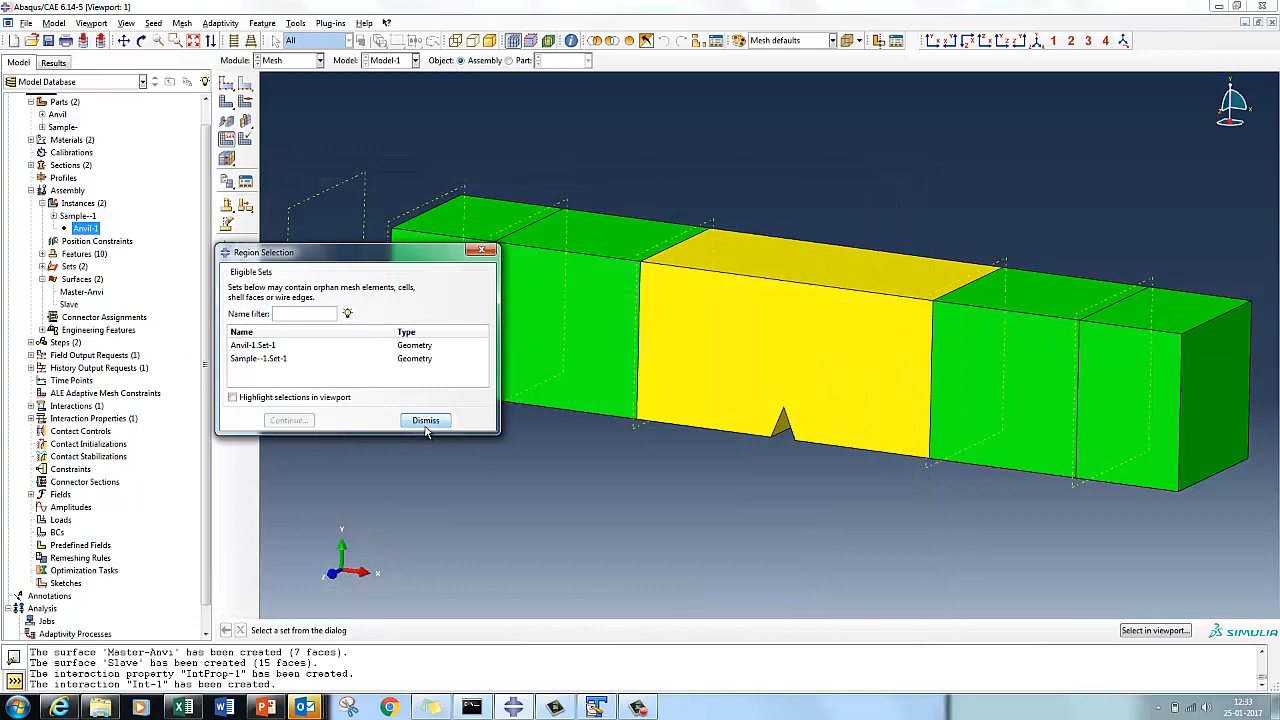 Abaqus/CAE 6.14-5 [Viewport: 1]
File Model Viewport View Seed Mesh Adaptivity Feature Tools Plug-ins Help
All
Mesh defaults
1 2 3 4
Model Results
Module: Mesh Model: Model-1 Object: Assembly Part:
Model Database
Parts (2)
Anvil
Sample-
Materials (2)
Calibrations
Sections (2)
Profiles
Assembly
Instances (2)
Sample--1
Anvil-1
Position Constraints
Features (10)
Sets (2)
Surfaces (2)
Master-Anvi
Slave
Connector Assignments
Engineering Features
Steps (2)
Field Output Requests (1)
History Output Requests (1)
Time Points
ALE Adaptive Mesh Constraints
Interactions (1)
Interaction Properties (1)
Contact Controls
Contact Initializations
Contact Stabilizations
Constraints
Connector Sections
Fields
Amplitudes
Loads
BCs
Predefined Fields
Remeshing Rules
Optimization Tasks
Sketches
Annotations
Analysis
Jobs
Adaptivity Processes
Region Selection
Eligible Sets
Sets below may contain orphan mesh elements, cells,
shell faces or wire edges.
Name filter:
Name Type
Anvil-1.Set-1 Geometry
Sample--1.Set-1 Geometry
Highlight selections in viewport
Continue... Dismiss
Y
X
Z
Y
X
Select a set from the dialog
Select in viewport...
SIMULIA
The surface 'Master-Anvi' has been created (7 faces).
The surface 'Slave' has been created (15 faces).
The interaction property "IntProp-1" has been created.
The interaction "Int-1" has been created.
12:33
25-01-2017